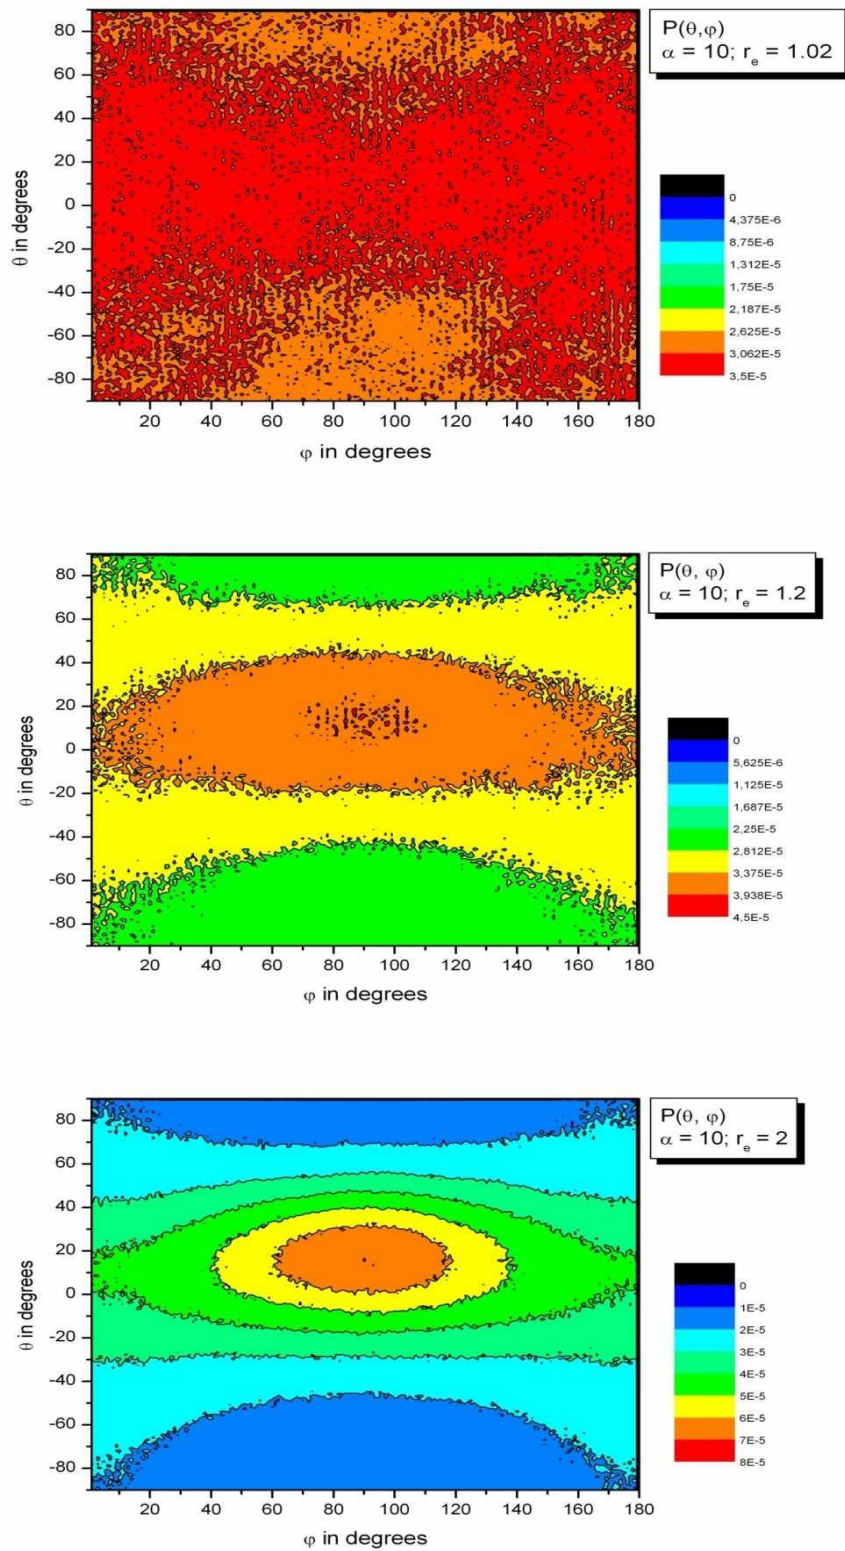 P(θ,φ)
α = 10; r_e = 1.02
80
60
40
20
0
-20
-40
-60
-80
θ in degrees
20 40 60 80 100 120 140 160 180
φ in degrees
0
4,375E-6
8,75E-6
1,312E-5
1,75E-5
2,187E-5
2,625E-5
3,062E-5
3,5E-5
P(θ, φ)
α = 10; r_e = 1.2
80
60
40
20
0
-20
-40
-60
-80
θ in degrees
20 40 60 80 100 120 140 160 180
φ in degrees
0
5,625E-6
1,125E-5
1,687E-5
2,25E-5
2,812E-5
3,375E-5
3,938E-5
4,5E-5
P(θ, φ)
α = 10; r_e = 2
80
60
40
20
0
-20
-40
-60
-80
θ in degrees
20 40 60 80 100 120 140 160 180
φ in degrees
0
1E-5
2E-5
3E-5
4E-5
5E-5
6E-5
7E-5
8E-5